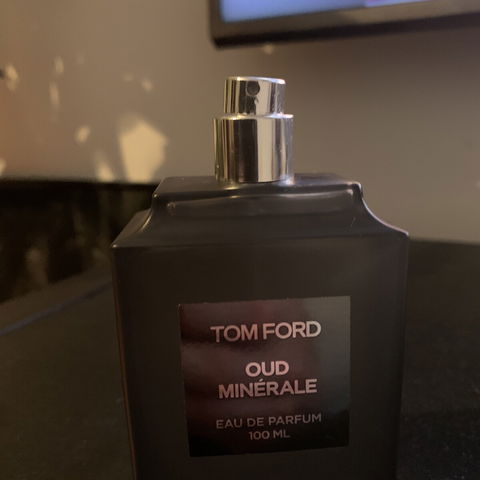 TOM FORD
OUD
MINÉRALE
EAU DE PARFUM
100 ML